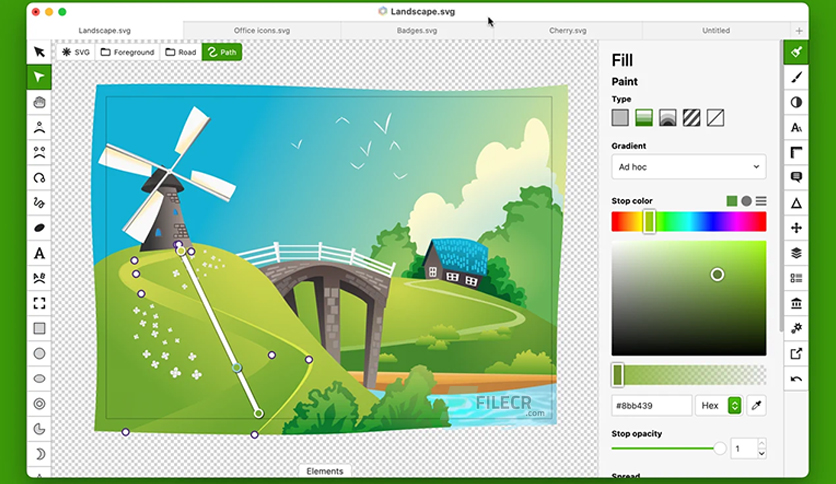 Landscape.svg
Landscape.svg
Office icons.svg
Badges.svg
Cherry.svg
Untitled
SVG
Foreground
Road
Path
Fill
Paint
Type
Gradient
Ad hoc
Stop color
#8bb439
Hex
Stop opacity
1
FILECR
.com
Elements